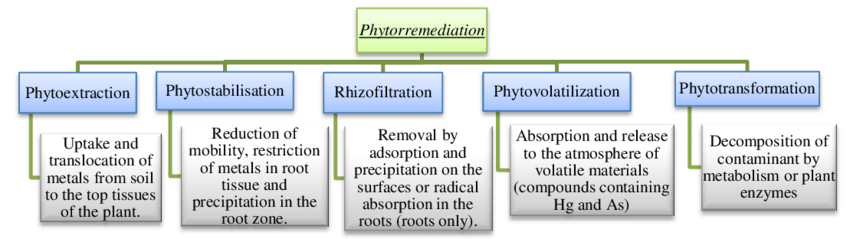 Phytorremediation
Phytoextraction
Phytostabilisation
Rhizofiltration
Phytovolatilization
Phytotransformation
Uptake and
translocation of
metals from soil
to the top tissues
of the plant.
Reduction of
mobility, restriction
of metals in root
tissue and
precipitation in the
root zone.
Removal by
adsorption and
precipitation on the
surfaces or radical
absorption in the
roots (roots only).
Absorption and release
to the atmosphere of
volatile materials
(compounds containing
Hg and As)
Decomposition of
contaminant by
metabolism or plant
enzymes